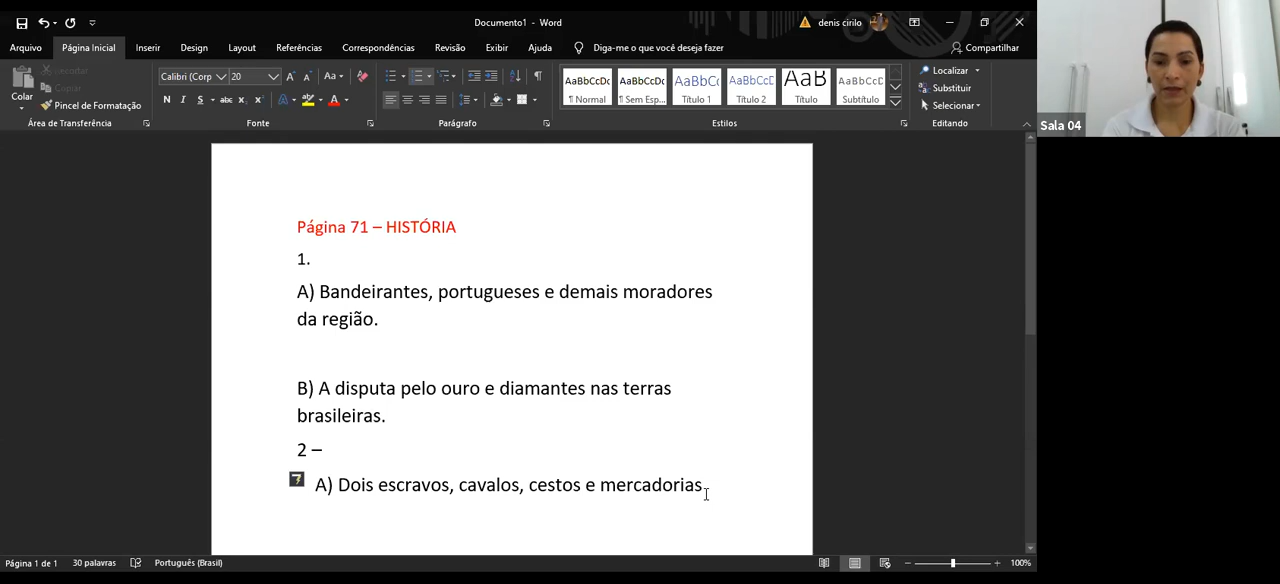 Documento1 - Word
denis cirilo
Arquivo Página Inicial Inserir Design Layout Referências Correspondências Revisão Exibir Ajuda Diga-me o que você deseja fazer Compartilhar
Colar
Recortar
Copiar
Pincel de Formatação
Área de Transferência
Calibri (Corp 20
N I S abc x x
Fonte
Parágrafo
AaBbCcDc AaBbCcDc AaBbCc AaBbCcD AaB AaBbCcD
¶ Normal ¶ Sem Esp... Título 1 Título 2 Título Subtítulo
Estilos
Localizar
Substituir
Selecionar
Editando
Sala 04
Página 71 – HISTÓRIA
1.
A) Bandeirantes, portugueses e demais moradores
da região.
B) A disputa pelo ouro e diamantes nas terras
brasileiras.
2 –
A) Dois escravos, cavalos, cestos e mercadorias
Página 1 de 1 30 palavras Português (Brasil) 100%